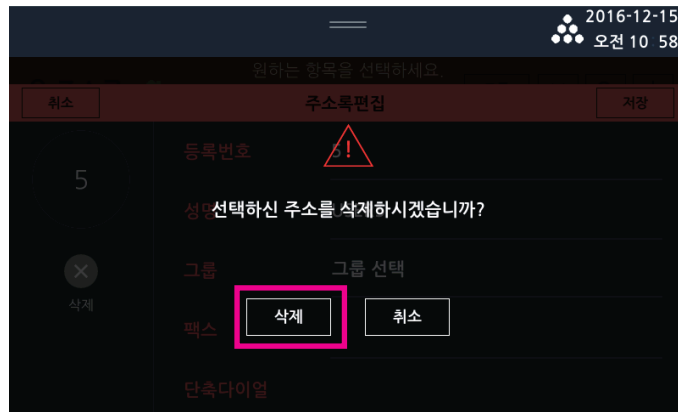 2016-12-15
오전 10:58
원하는 항목을 선택하세요.
취소
주소록편집
저장
5
등록번호
5
!
성명
선택하신 주소를 삭제하시겠습니까?
그룹
그룹 선택
삭제
삭제
취소
팩스
단축다이얼